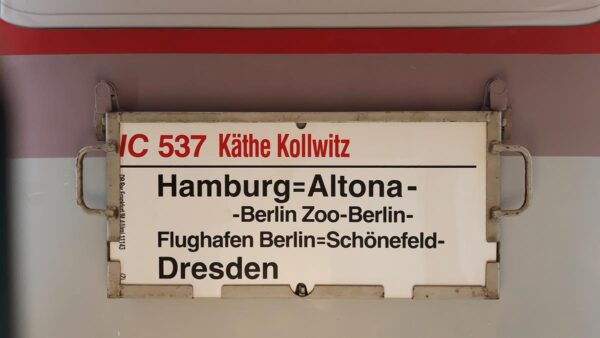 IC 537 Käthe Kollwitz
Hamburg=Altona-
-Berlin Zoo-Berlin-
Flughafen Berlin=Schönefeld-
Dresden